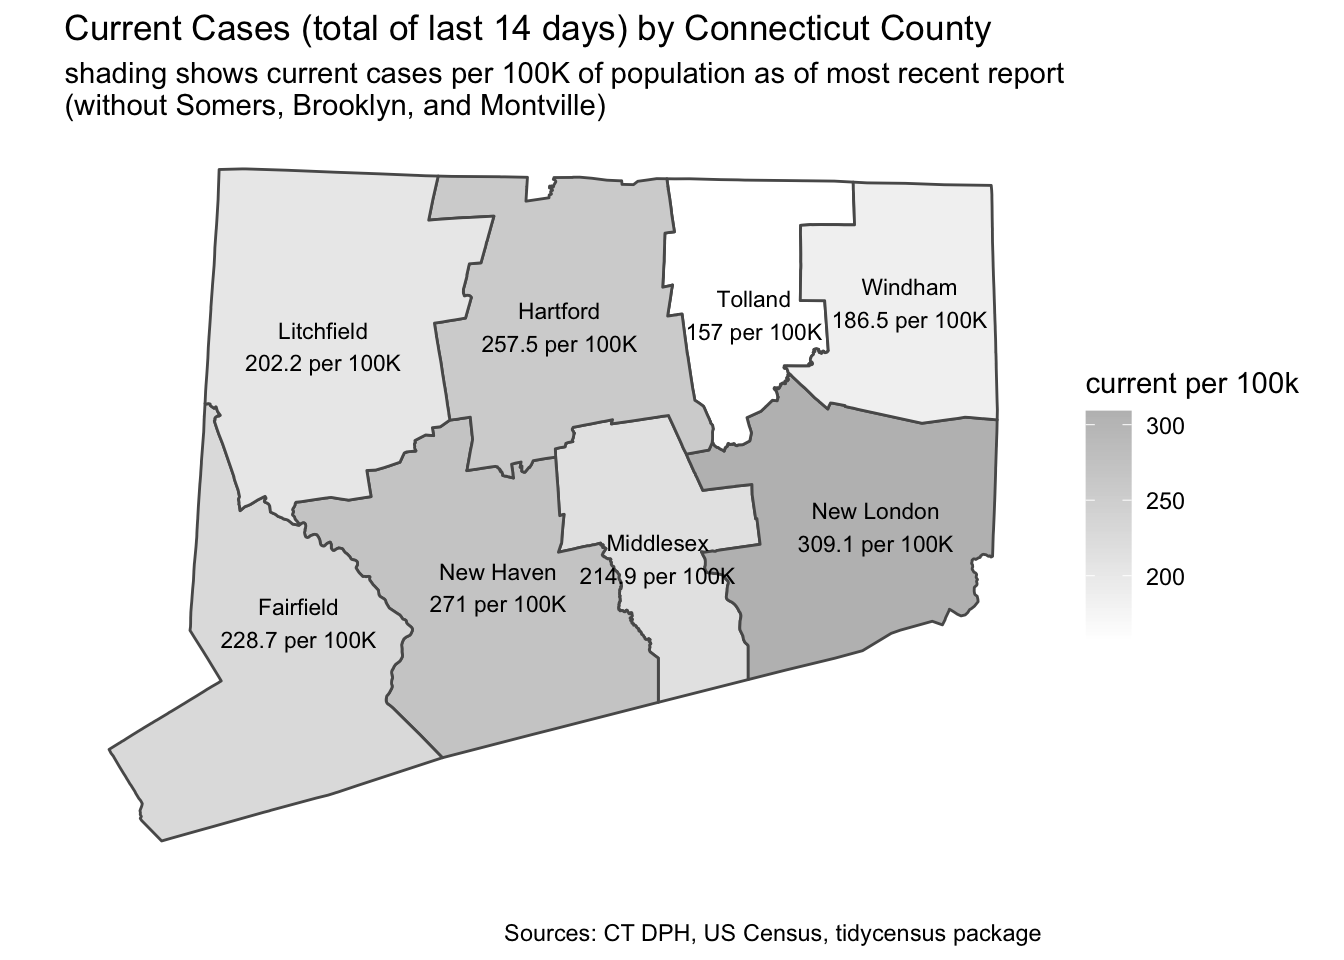 Current Cases (total of last 14 days) by Connecticut County
shading shows current cases per 100K of population as of most recent report
(without Somers, Brooklyn, and Montville)
Litchfield
202.2 per 100K
Hartford
257.5 per 100K
Tolland
157 per 100K
Windham
186.5 per 100K
Fairfield
228.7 per 100K
New Haven
271 per 100K
Middlesex
214.9 per 100K
New London
309.1 per 100K
current per 100k
300
250
200
Sources: CT DPH, US Census, tidycensus package